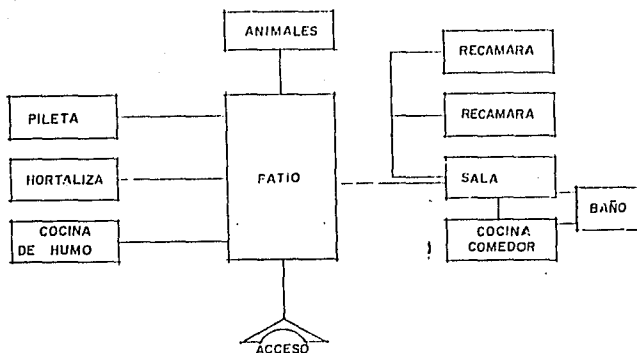 ANIMALES
RECAMARA
PILETA
RECAMARA
HORTALIZA
FATIO
SALA
BAÑO
COCINA
DE HUMO
COCINA
COMEDOR
ACCESO